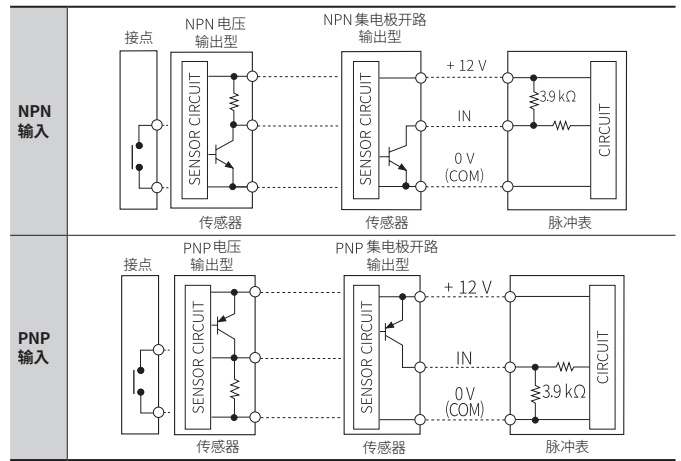 NPN
输入
接点
NPN 电压
输出型
SENSOR CIRCUIT
传感器
NPN 集电极开路
输出型
SENSOR CIRCUIT
传感器
+ 12 V
IN
0 V
(COM)
3.9 kΩ
CIRCUIT
脉冲表
PNP
输入
接点
PNP 电压
输出型
SENSOR CIRCUIT
传感器
PNP 集电极开路
输出型
SENSOR CIRCUIT
传感器
+ 12 V
IN
0 V
(COM)
3.9 kΩ
CIRCUIT
脉冲表